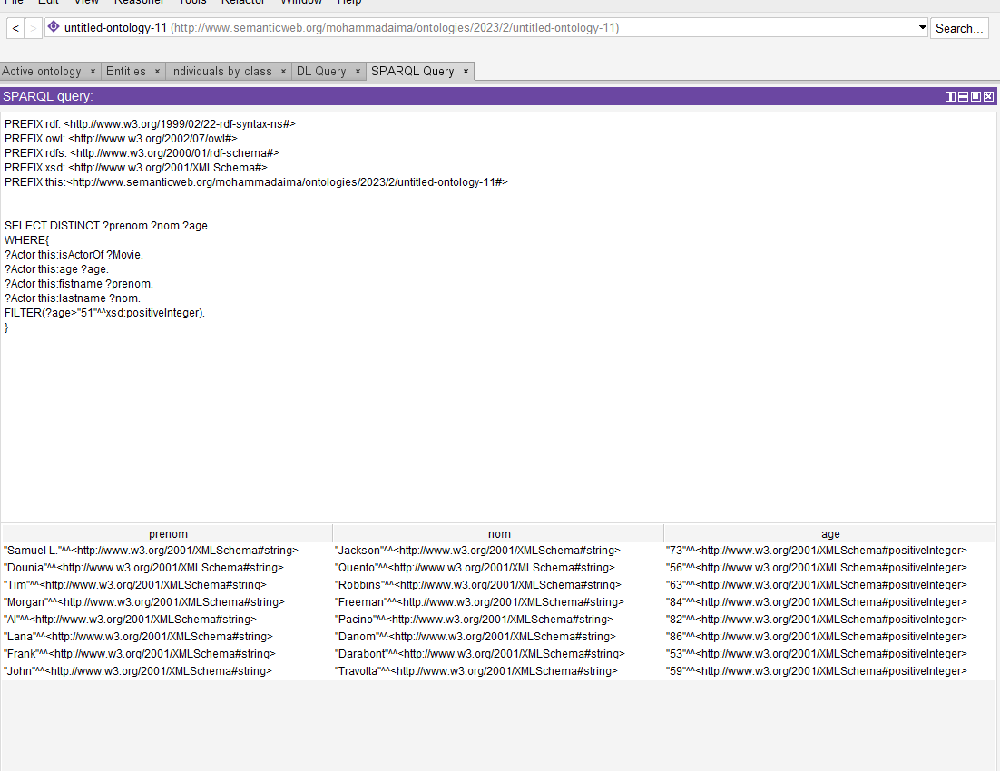 File Edit View Reasoner Tools Refactor Window Help
< > untitled-ontology-11 (http://www.semanticweb.org/mohammadaima/ontologies/2023/2/untitled-ontology-11) Search...
Active ontology × Entities × Individuals by class × DL Query × SPARQL Query ×
SPARQL query:
PREFIX rdf: <http://www.w3.org/1999/02/22-rdf-syntax-ns#>
PREFIX owl: <http://www.w3.org/2002/07/owl#>
PREFIX rdfs: <http://www.w3.org/2000/01/rdf-schema#>
PREFIX xsd: <http://www.w3.org/2001/XMLSchema#>
PREFIX this:<http://www.semanticweb.org/mohammadaima/ontologies/2023/2/untitled-ontology-11#>
SELECT DISTINCT ?prenom ?nom ?age
WHERE{
?Actor this:isActorOf ?Movie.
?Actor this:age ?age.
?Actor this:fistname ?prenom.
?Actor this:lastname ?nom.
FILTER(?age>"51"^^xsd:positiveInteger).
}
prenom nom age
"Samuel L."^^<http://www.w3.org/2001/XMLSchema#string> "Jackson"^^<http://www.w3.org/2001/XMLSchema#string> "73"^^<http://www.w3.org/2001/XMLSchema#positiveInteger>
"Dounia"^^<http://www.w3.org/2001/XMLSchema#string> "Quento"^^<http://www.w3.org/2001/XMLSchema#string> "56"^^<http://www.w3.org/2001/XMLSchema#positiveInteger>
"Tim"^^<http://www.w3.org/2001/XMLSchema#string> "Robbins"^^<http://www.w3.org/2001/XMLSchema#string> "63"^^<http://www.w3.org/2001/XMLSchema#positiveInteger>
"Morgan"^^<http://www.w3.org/2001/XMLSchema#string> "Freeman"^^<http://www.w3.org/2001/XMLSchema#string> "84"^^<http://www.w3.org/2001/XMLSchema#positiveInteger>
"Al"^^<http://www.w3.org/2001/XMLSchema#string> "Pacino"^^<http://www.w3.org/2001/XMLSchema#string> "82"^^<http://www.w3.org/2001/XMLSchema#positiveInteger>
"Lana"^^<http://www.w3.org/2001/XMLSchema#string> "Danom"^^<http://www.w3.org/2001/XMLSchema#string> "86"^^<http://www.w3.org/2001/XMLSchema#positiveInteger>
"Frank"^^<http://www.w3.org/2001/XMLSchema#string> "Darabont"^^<http://www.w3.org/2001/XMLSchema#string> "53"^^<http://www.w3.org/2001/XMLSchema#positiveInteger>
"John"^^<http://www.w3.org/2001/XMLSchema#string> "Travolta"^^<http://www.w3.org/2001/XMLSchema#string> "59"^^<http://www.w3.org/2001/XMLSchema#positiveInteger>